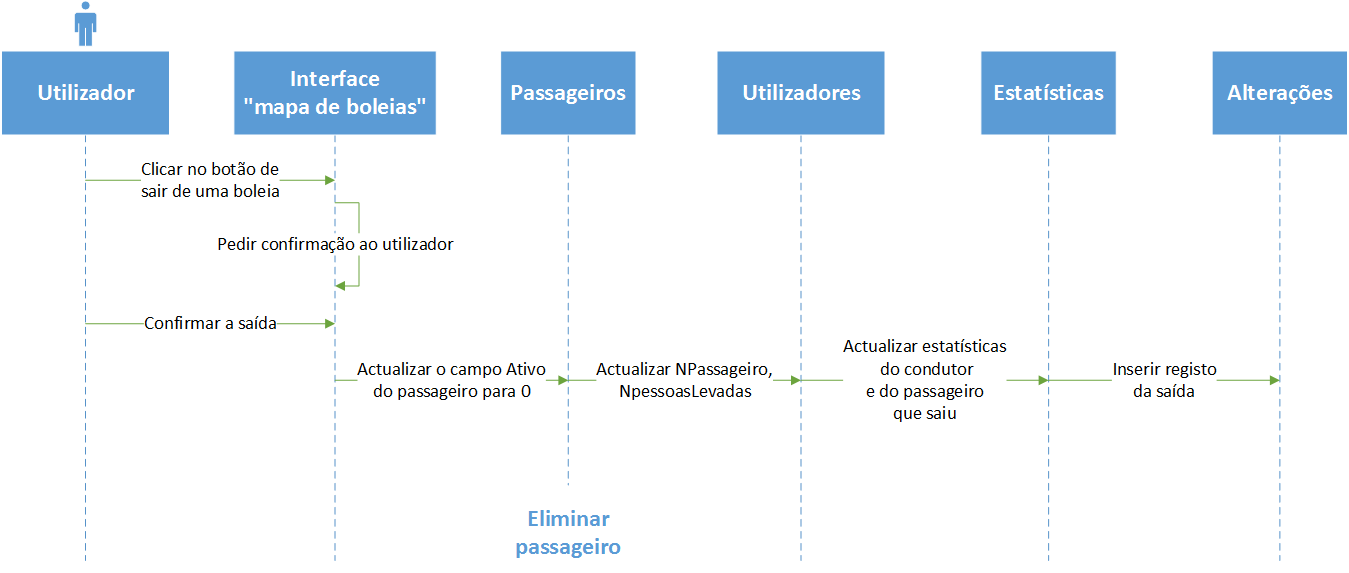 Utilizador
Interface
"mapa de boleias"
Passageiros
Utilizadores
Estatísticas
Alterações
Clicar no botão de
sair de uma boleia
Pedir confirmação ao utilizador
Confirmar a saída
Actualizar o campo Ativo
do passageiro para 0
Actualizar NPassageiro,
NpessoasLevadas
Actualizar estatísticas
do condutor
e do passageiro
que saiu
Inserir registo
da saída
Eliminar
passageiro